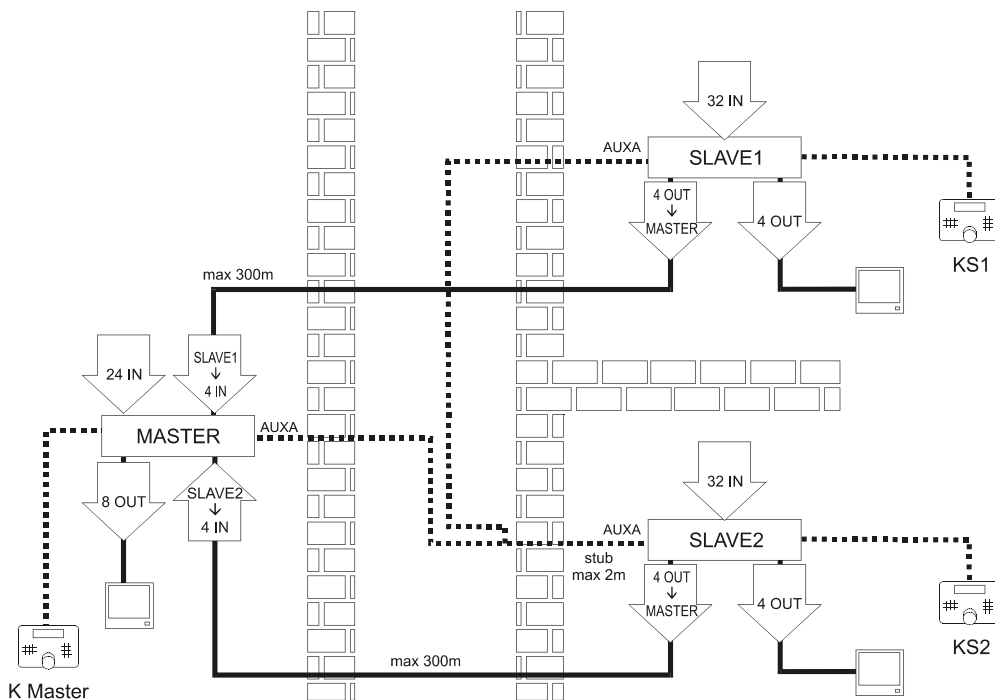 32 IN
AUXA
SLAVE1
4 OUT
↓
MASTER
4 OUT
KS1
max 300m
24 IN
SLAVE1
↓
4 IN
MASTER
AUXA
8 OUT
SLAVE2
↓
4 IN
32 IN
AUXA
SLAVE2
stub
max 2m
4 OUT
↓
MASTER
4 OUT
KS2
max 300m
K Master